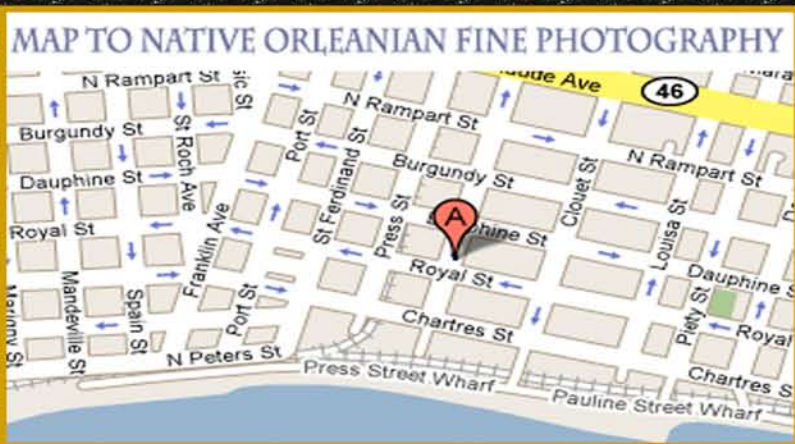 MAP TO NATIVE ORLEANIAN FINE PHOTOGRAPHY
N Rampart St
46
N Rampart St
Burgundy St
St Roch Ave
Port St
St Ferdinand St
Burgundy St
Clouet St
N Rampart St
Dauphine St
Press St
A
Royal St
Franklin Ave
Louisa St
Royal St
Dauphine
Mandeville St
Spain St
Port St
Piety St
Chartres St
Royal
N Peters St
Press Street Wharf
Chartres S
Pauline Street Wharf